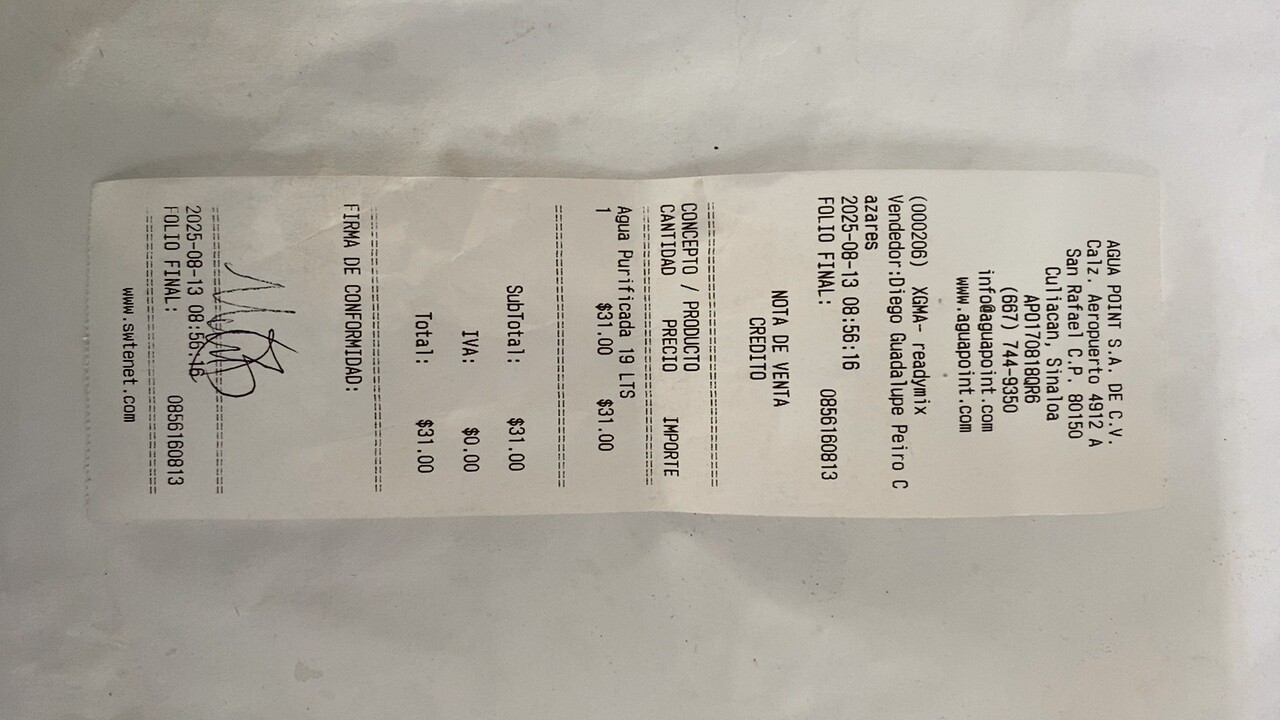 AGUA POINT S.A. DE C.V.
Calz. Aeropuerto 4912 A
San Rafael C.P. 80150
Culiacan, Sinaloa
APO170818QR6
(667) 744-9350
info@aguapoint.com
www.aguapoint.com
(000206) XGMA- readymix
Vendedor:Diego Guadalupe Peiro C
azares
2025-08-13 08:56:16
FOLIO FINAL: 0856160813
NOTA DE VENTA
CREDITO
CONCEPTO / PRODUCTO
CANTIDAD PRECIO IMPORTE
Agua Purificada 19 LTS
1 $31.00 $31.00
SubTotal: $31.00
IVA: $0.00
Total: $31.00
FIRMA DE CONFORMIDAD:
2025-08-13 08:56:16
FOLIO FINAL: 0856160813
www.swtenet.com